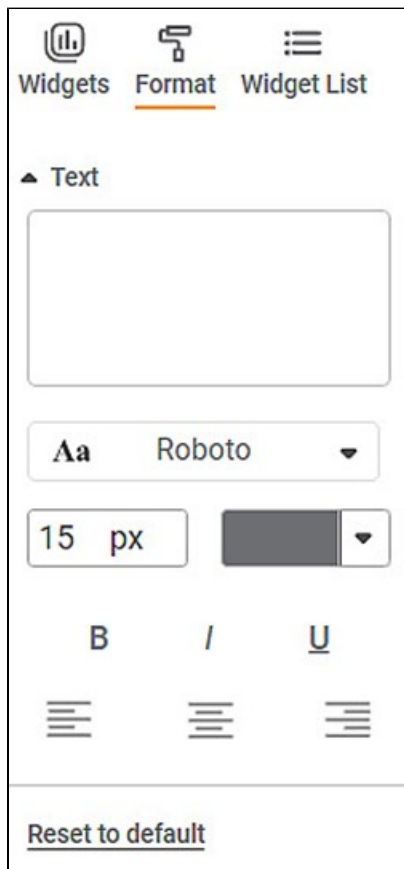 Widgets Format Widget List
Text
Aa Roboto
15 px
B I U
Reset to default